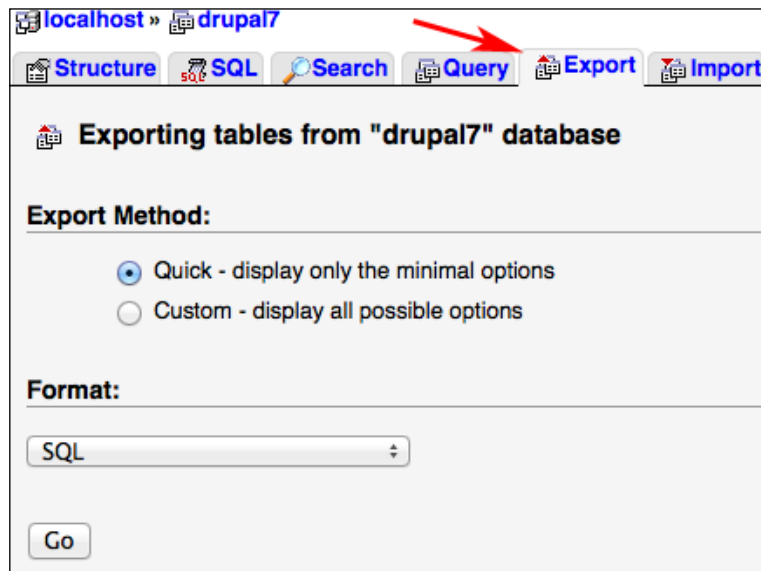 localhost » drupal7
Structure SQL Search Query Export Import
Exporting tables from "drupal7" database
Export Method:
Quick - display only the minimal options
Custom - display all possible options
Format:
SQL
Go